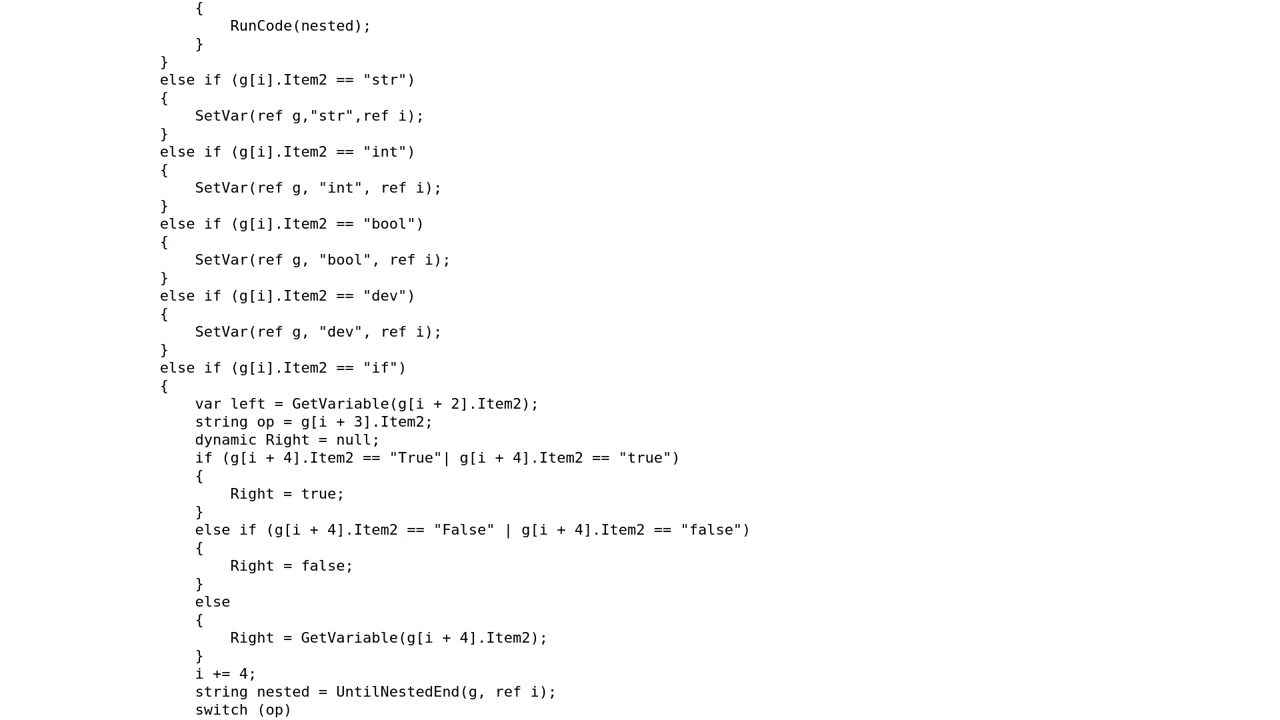 {
RunCode(nested);
}
}
else if (g[i].Item2 == "str")
{
SetVar(ref g,"str",ref i);
}
else if (g[i].Item2 == "int")
{
SetVar(ref g, "int", ref i);
}
else if (g[i].Item2 == "bool")
{
SetVar(ref g, "bool", ref i);
}
else if (g[i].Item2 == "dev")
{
SetVar(ref g, "dev", ref i);
}
else if (g[i].Item2 == "if")
{
var left = GetVariable(g[i + 2].Item2);
string op = g[i + 3].Item2;
dynamic Right = null;
if (g[i + 4].Item2 == "True"| g[i + 4].Item2 == "true")
{
Right = true;
}
else if (g[i + 4].Item2 == "False" | g[i + 4].Item2 == "false")
{
Right = false;
}
else
{
Right = GetVariable(g[i + 4].Item2);
}
i += 4;
string nested = UntilNestedEnd(g, ref i);
switch (op)